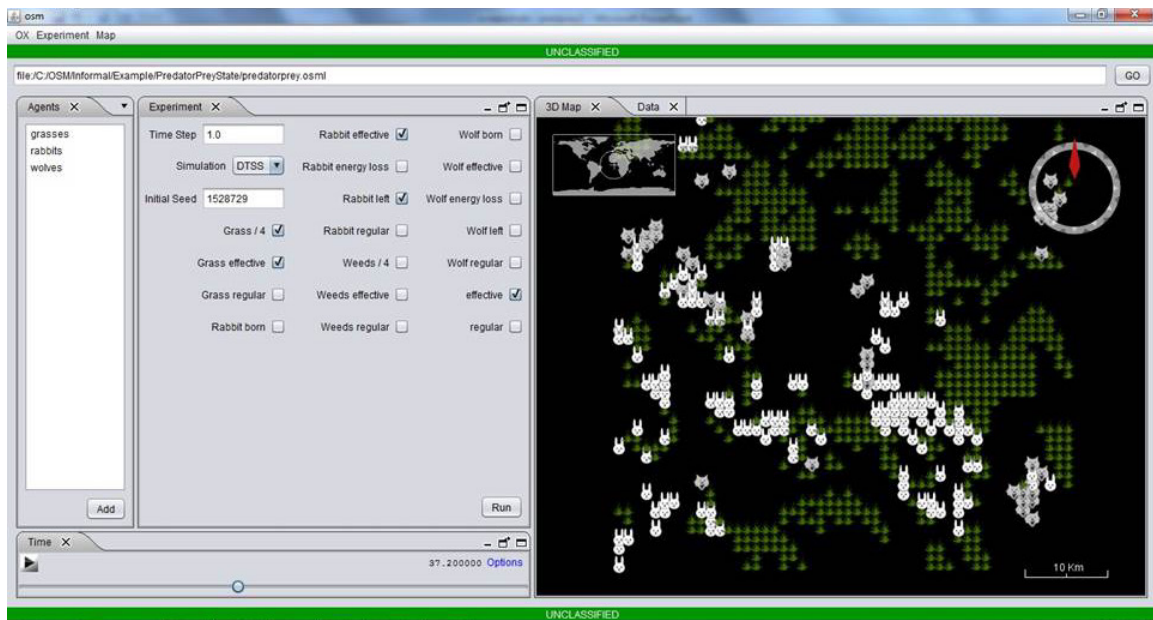 osm
OX Experiment Map
UNCLASSIFIED
file:/C:/OSM/Informal/Example/PredatorPreyState/predatorprey.osml GO
Agents X
grasses
rabbits
wolves
Add
Experiment X
Time Step 1.0 Rabbit effective Wolf born
Simulation DTSS Rabbit energy loss Wolf effective
Initial Seed 1528729 Rabbit left Wolf energy loss
Grass / 4 Rabbit regular Wolf left
Grass effective Weeds / 4 Wolf regular
Grass regular Weeds effective effective
Rabbit born Weeds regular regular
Run
Time X
37.200000 Options
3D Map X Data X
10 Km
UNCLASSIFIED